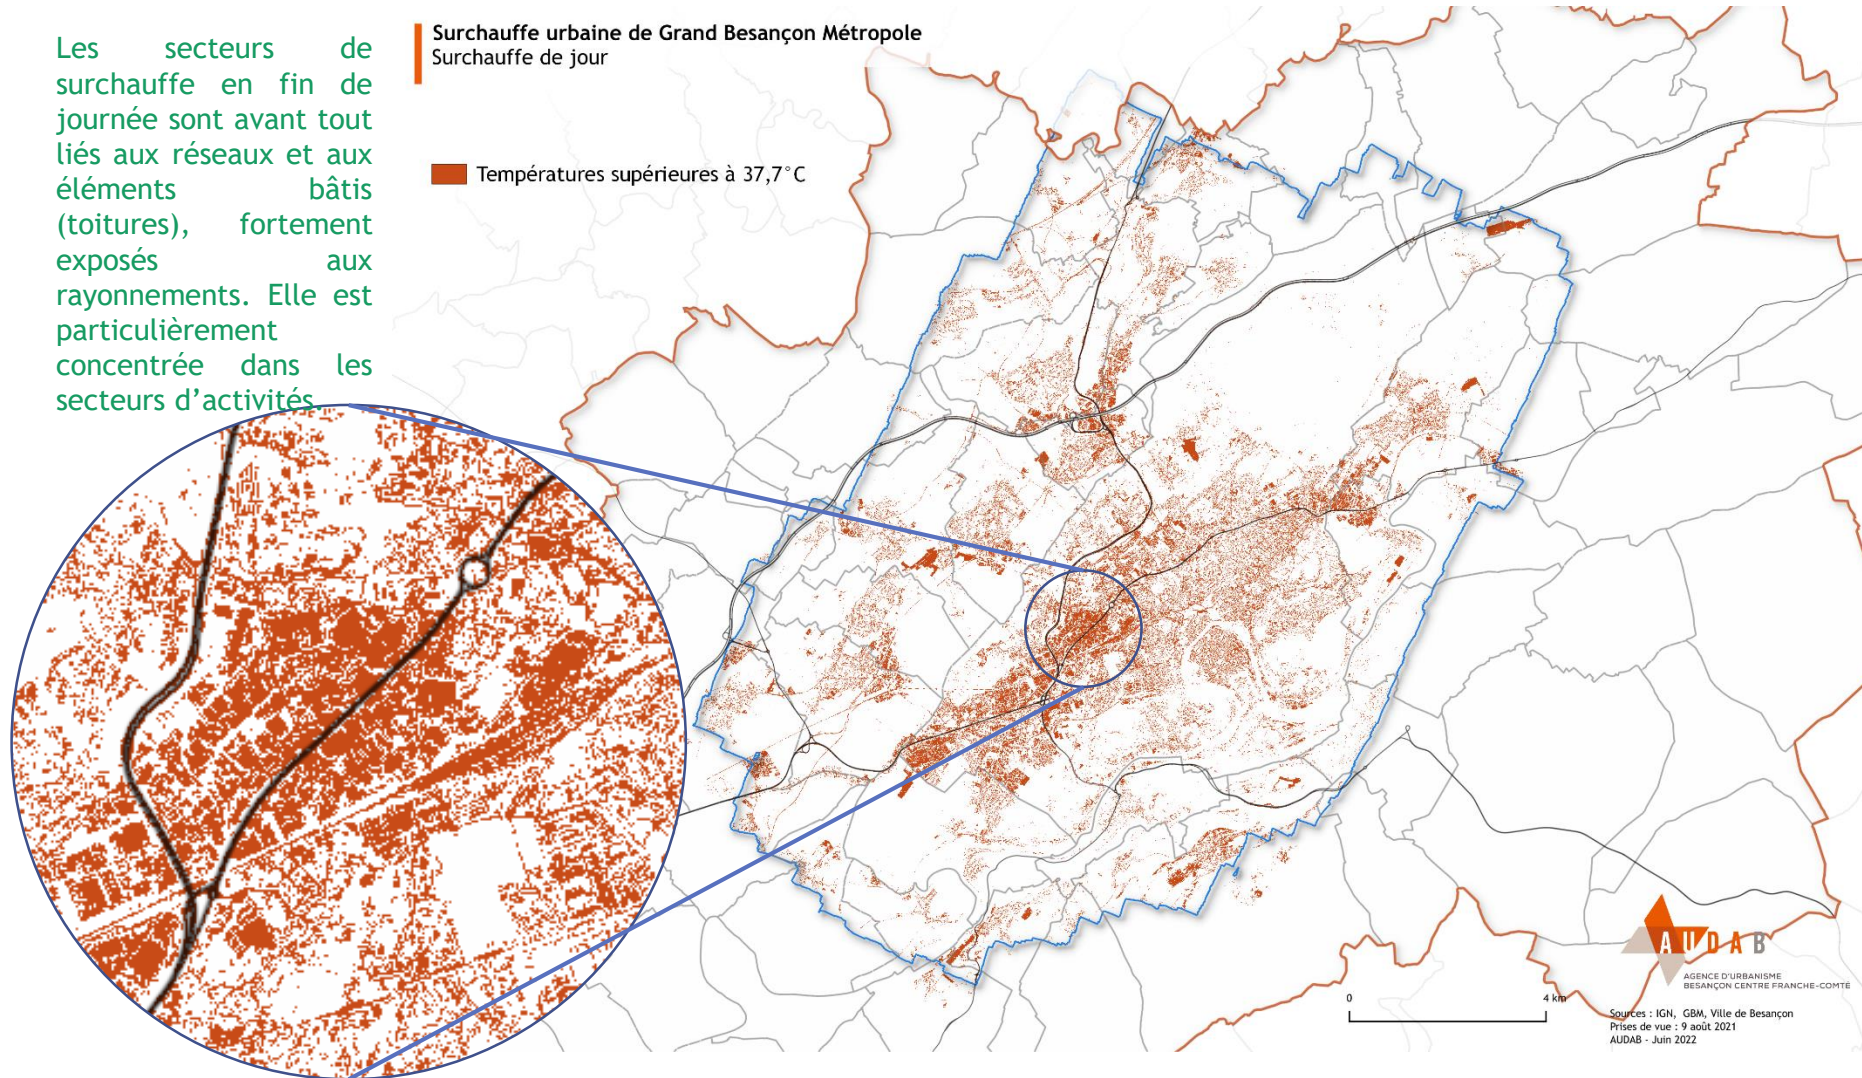 Les secteurs de
surchauffe en fin de
journée sont avant tout
liés aux réseaux et aux
éléments bâtis
(toitures), fortement
exposés aux
rayonnements. Elle est
particulièrement
concentrée dans les
secteurs d’activités.
Surchauffe urbaine de Grand Besançon Métropole
Surchauffe de jour
Températures supérieures à 37,7°C
AUDAB
AGENCE D'URBANISME
BESANÇON CENTRE FRANCHE-COMTÉ
0 4 km
Sources : IGN, GBM, Ville de Besançon
Prises de vue : 9 août 2021
AUDAB - Juin 2022